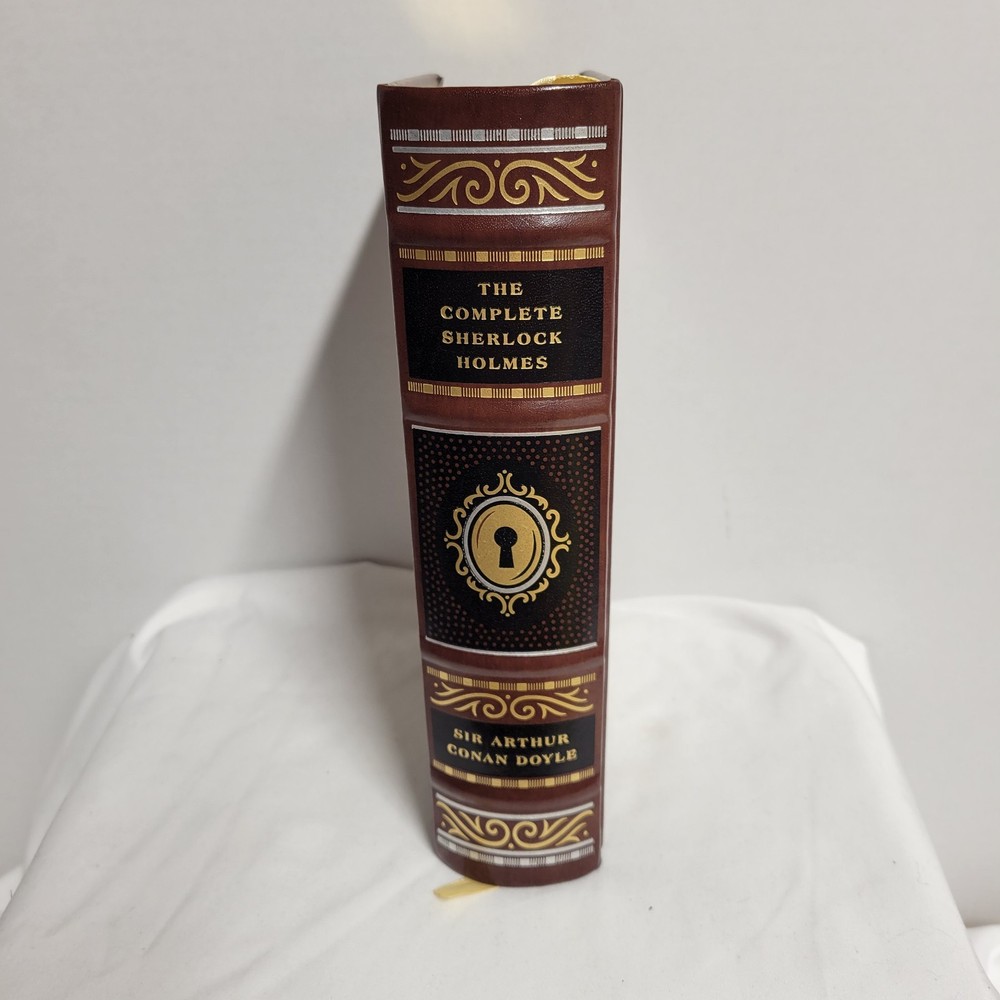 THE
COMPLETE
SHERLOCK
HOLMES
SIR ARTHUR
CONAN DOYLE